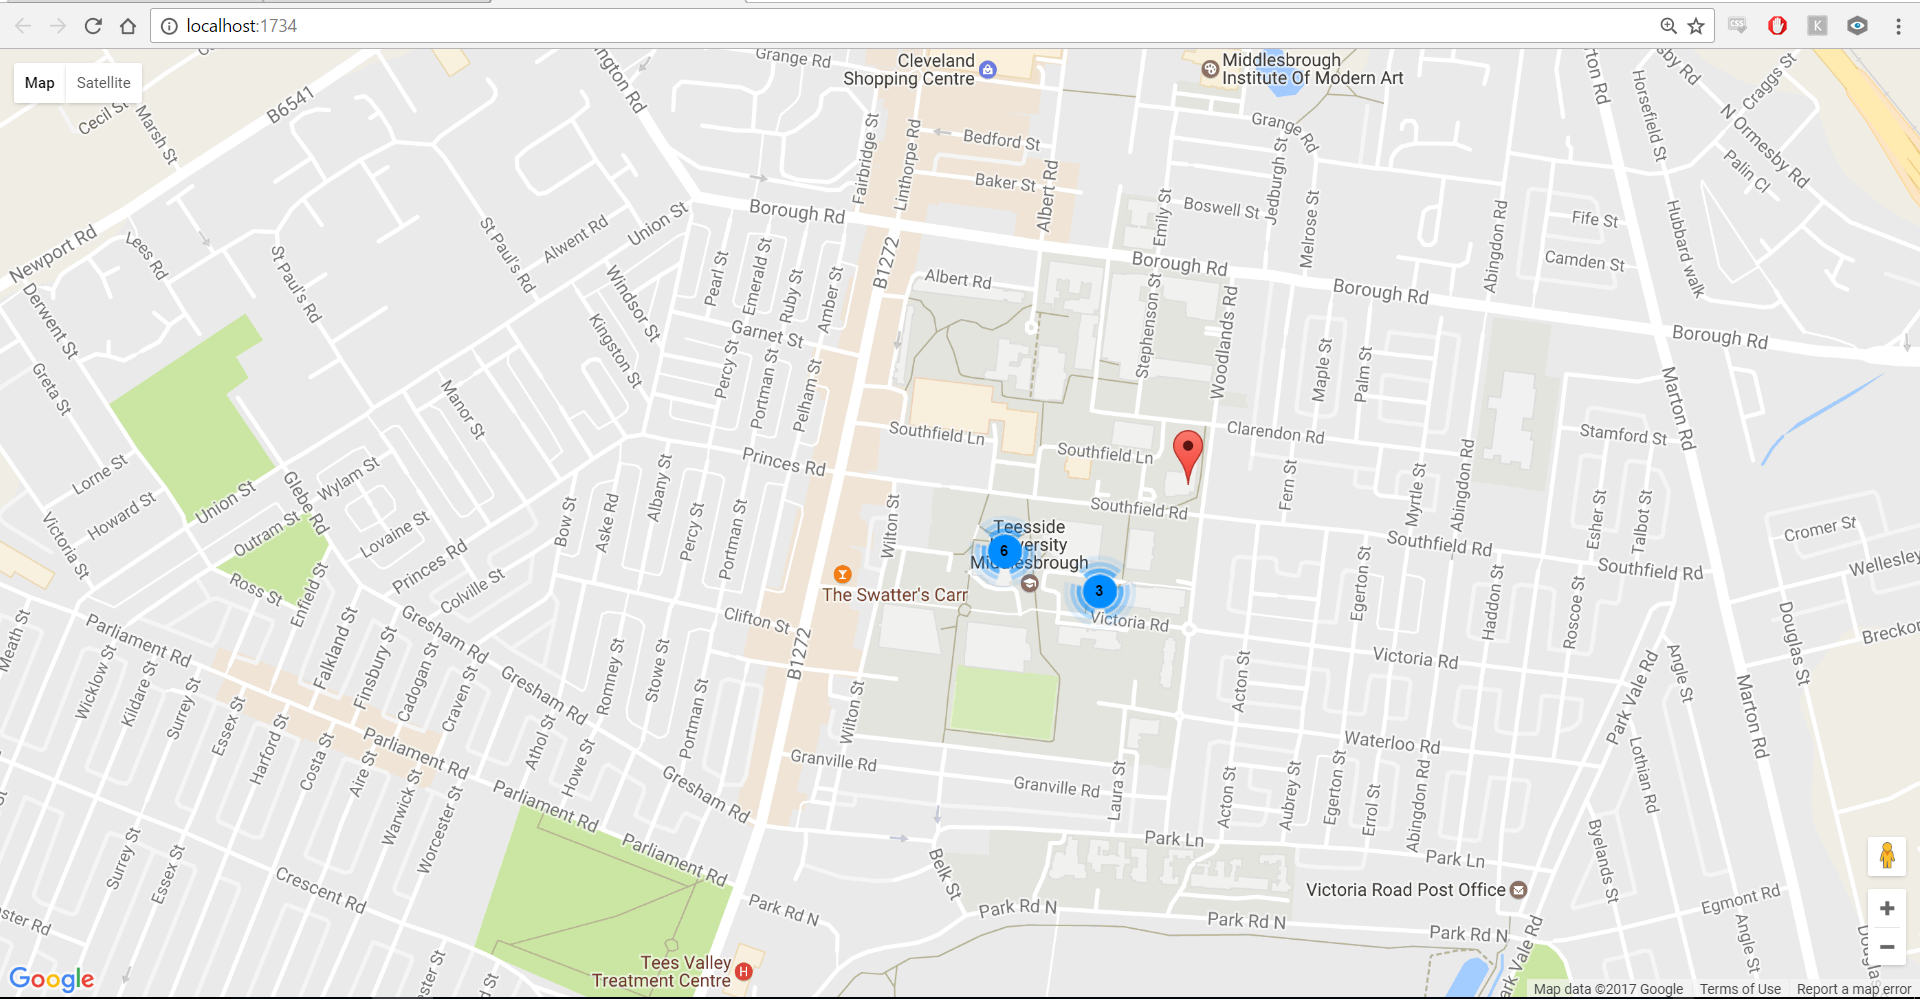 localhost:1734
Map
Satellite
Grange Rd
Cleveland
Shopping Centre
Middlesbrough
Institute Of Modern Art
Cecil St
Marsh St
B6541
Fairbridge St
Linthorpe Rd
Bedford St
Baker St
Albert Rd
Grange Rd
Jedburgh St
Horsefield St
Craggs St
N Ormesby Rd
Palin Cl
Newport Rd
Lees Rd
St Paul's Rd
St Paul's Rd
Alwent Rd
Union St
Borough Rd
Emily St
Boswell St
Melrose St
Abingdon Rd
Fife St
Camden St
Hubbard walk
Derwent St
Windsor St
Kingston St
Pearl St
Emerald St
Ruby St
Amber St
B1272
Albert Rd
Borough Rd
Borough Rd
Borough Rd
Garnet St
Percy St
Portman St
Pelham St
Stephenson St
Woodlands Rd
Maple St
Palm St
Marton Rd
Greta St
Manor St
Lorne St
Howard St
Union St
Glebe Rd
Wylam St
Princes Rd
Southfield Ln
Southfield Ln
Clarendon Rd
Stamford St
Victoria St
Outram St
Lovaine St
Princes Rd
Bow St
Aske Rd
Albany St
Percy St
Portman St
Wilton St
Southfield Rd
Fern St
Myrtle St
Abingdon Rd
Esher St
Talbot St
Cromer St
Teesside
Middlesbrough
6
3
Southfield Rd
Southfield Rd
Wellesley
Ross St
Enfield St
Colville St
The Swatter's Carr
Clifton St
Victoria Rd
Egerton St
Haddon St
Roscoe St
Douglas St
Breckon
Meath St
Parliament Rd
Falkland St
Finsbury St
Gresham Rd
Cadogan St
Craven St
Gresham Rd
Romney St
Stowe St
Portman St
B1272
Wilton St
Victoria Rd
Acton St
Park Vale Rd
Angle St
Marton Rd
Wicklow St
Kildare St
Surrey St
Essex St
Harford St
Costa St
Aire St
Parliament Rd
Warwick St
Worcester St
Athol St
Howe St
Gresham Rd
Granville Rd
Granville Rd
Laura St
Waterloo Rd
Acton St
Aubrey St
Egerton St
Errol St
Abingdon Rd
Lothian Rd
Parliament Rd
Parliament Rd
Surrey St
Essex St
Crescent Rd
Belk St
Park Ln
Park Ln
Byelands St
Victoria Road Post Office
Park Rd N
Park Rd N
Park Rd N
Park Rd N
Egmont Rd
Angle St
Park Vale Rd
Tees Valley
Treatment Centre
Google
Map data ©2017 Google
Terms of Use
Report a map error